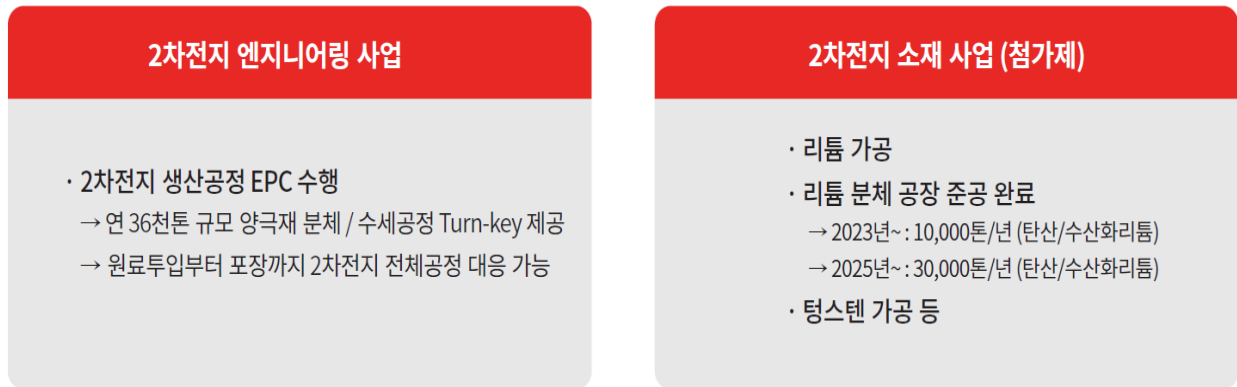 2차전지 엔지니어링 사업
· 2차전지 생산공정 EPC 수행
→ 연 36천톤 규모 양극재 분체 / 수세공정 Turn-key 제공
→ 원료투입부터 포장까지 2차전지 전체공정 대응 가능
2차전지 소재 사업 (첨가제)
· 리튬 가공
· 리튬 분체 공장 준공 완료
→ 2023년~ : 10,000톤/년 (탄산/수산화리튬)
→ 2025년~ : 30,000톤/년 (탄산/수산화리튬)
· 텅스텐 가공 등